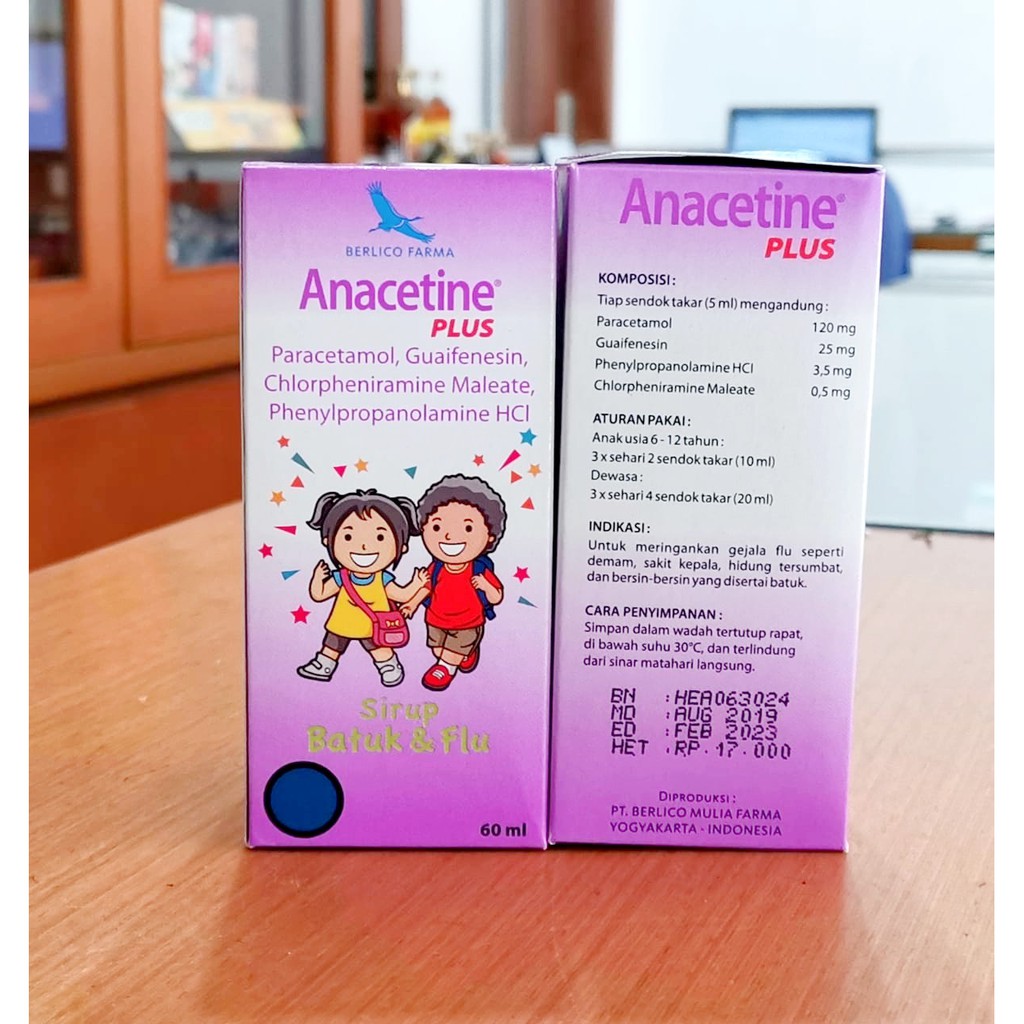 BERLICO FARMA
Anacetine®
PLUS
Paracetamol, Guaifenesin,
Chlorpheniramine Maleate,
Phenylpropanolamine HCl
Sirup
Batuk & Flu
60 ml
Anacetine®
PLUS
KOMPOSISI :
Tiap sendok takar (5 ml) mengandung :
Paracetamol 120 mg
Guaifenesin 25 mg
Phenylpropanolamine HCl 3,5 mg
Chlorpheniramine Maleate 0,5 mg
ATURAN PAKAI :
Anak usia 6 - 12 tahun :
3 x sehari 2 sendok takar (10 ml)
Dewasa :
3 x sehari 4 sendok takar (20 ml)
INDIKASI :
Untuk meringankan gejala flu seperti
demam, sakit kepala, hidung tersumbat,
dan bersin-bersin yang disertai batuk.
CARA PENYIMPANAN :
Simpan dalam wadah tertutup rapat,
di bawah suhu 30°C, dan terlindung
dari sinar matahari langsung.
BN : HEA063024
MD : AUG 2019
ED : FEB 2023
HET : RP. 17.000
DIPRODUKSI :
PT. BERLICO MULIA FARMA
YOGYAKARTA - INDONESIA